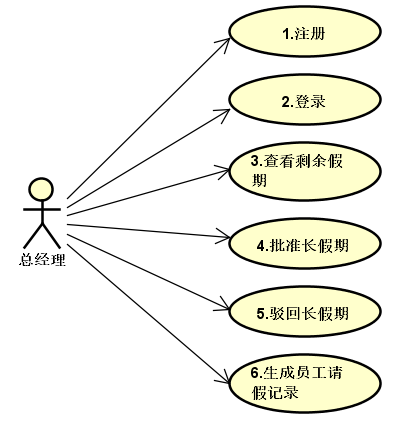 1.注册
2.登录
3.查看剩余假
期
4.批准长假期
5.驳回长假期
6.生成员工请
假记录
总经理